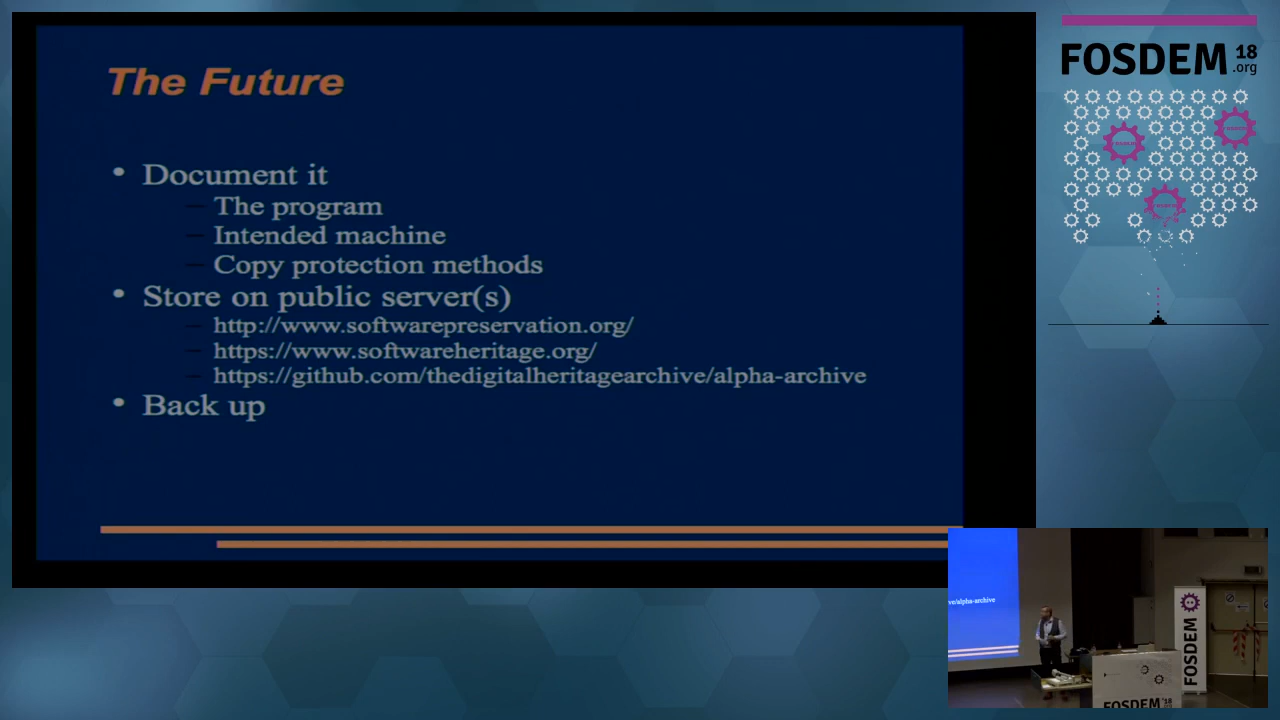 The Future
• Document it
– The program
– Intended machine
– Copy protection methods
• Store on public server(s)
– http://www.softwarepreservation.org/
– https://www.softwareheritage.org/
– https://github.com/thedigitalheritagearchive/alpha-archive
• Back up
FOSDEM 18
.org
ve/alpha-archive
FOSDEM
FOSDEM '18